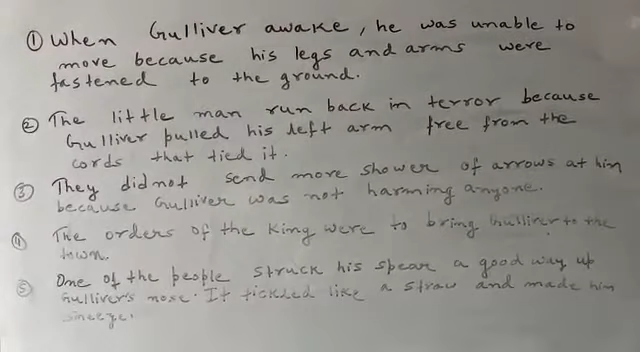 ① When Gulliver awake, he was unable to
move because his legs and arms were
fastened to the ground.
② The little man run back in terror because
Gulliver pulled his left arm free from the
cords that tied it.
③ They did not send more shower of arrows at him
because Gulliver was not harming anyone.
④ The orders of the King were to bring Gulliver to the
town.
⑤ One of the people struck his spear a good way up
Gulliver's nose. It tickled like a straw and made him
sneeze.